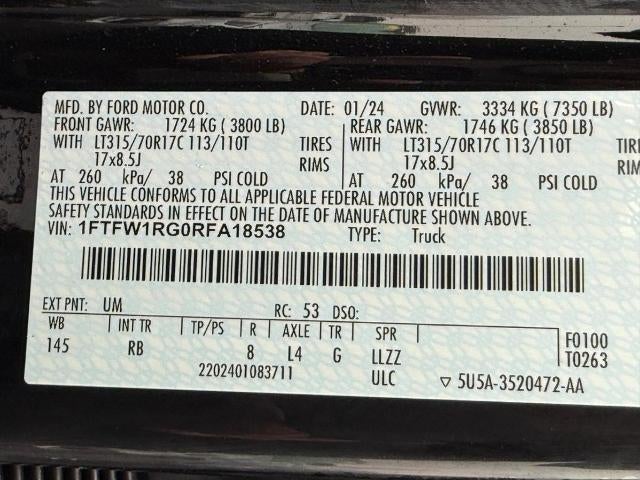 MFD. BY FORD MOTOR CO. DATE: 01/24 GVWR: 3334 KG (7350 LB)
FRONT GAWR: 1724 KG (3800 LB) REAR GAWR: 1746 KG (3850 LB)
WITH LT315/70R17C 113/110T TIRES WITH LT315/70R17C 113/110T TIRES
17x8.5J RIMS 17x8.5J RIMS
AT 260 kPa/ 38 PSI COLD AT 260 kPa/ 38 PSI COLD
THIS VEHICLE CONFORMS TO ALL APPLICABLE FEDERAL MOTOR VEHICLE
SAFETY STANDARDS IN EFFECT ON THE DATE OF MANUFACTURE SHOWN ABOVE.
VIN: 1FTFW1RG0RFA18538 TYPE: Truck
EXT PNT: UM RC: 53 DSO:
WB INT TR TP/PS R AXLE TR SPR F0100
145 RB 8 L4 G LLZZ T0263
2202401083711 ULC ▽ 5U5A-3520472-AA